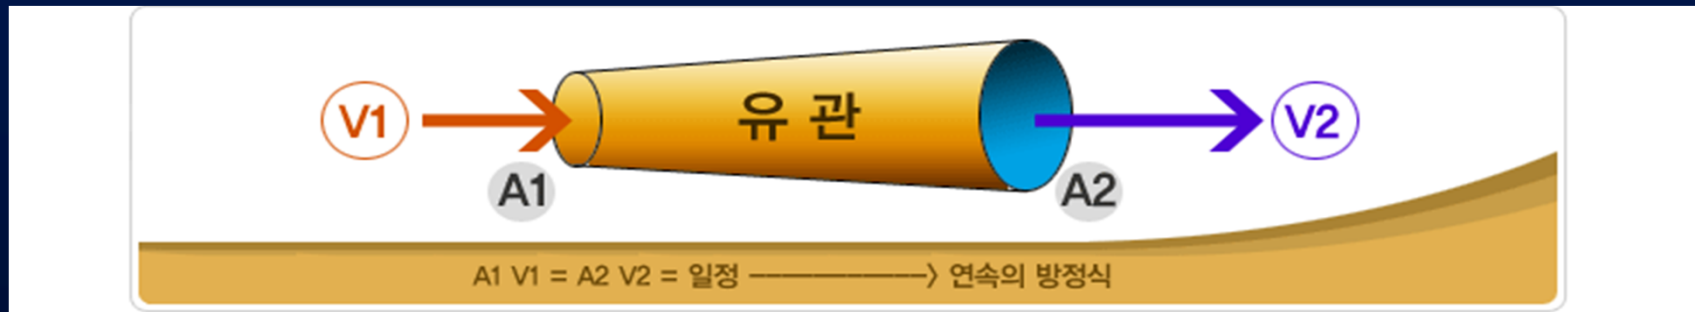 V1
유관
V2
A1
A2
A1 V1 = A2 V2 = 일정 ―――――――〉 연속의 방정식